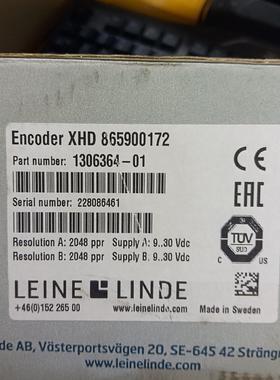 Encoder XHD 865900172
Part number: 1306364-01
Serial number: 228086461
Resolution A: 2048 ppr Supply A: 9..30 Vdc
Resolution B: 2048 ppr Supply B: 9..30 Vdc
CE
EAC
TÜV
SUD
C US
LEINE LINDE
+46(0)152 265 00 www.leinelinde.com Made in Sweden
de AB, Västerportsvägen 20, SE-645 42 Sträng
www.leinelinde.com